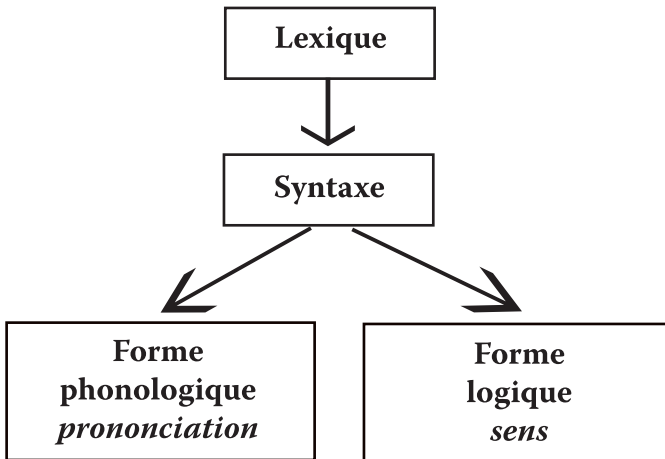 Lexique
Syntaxe
Forme
phonologique
prononciation
Forme
logique
sens